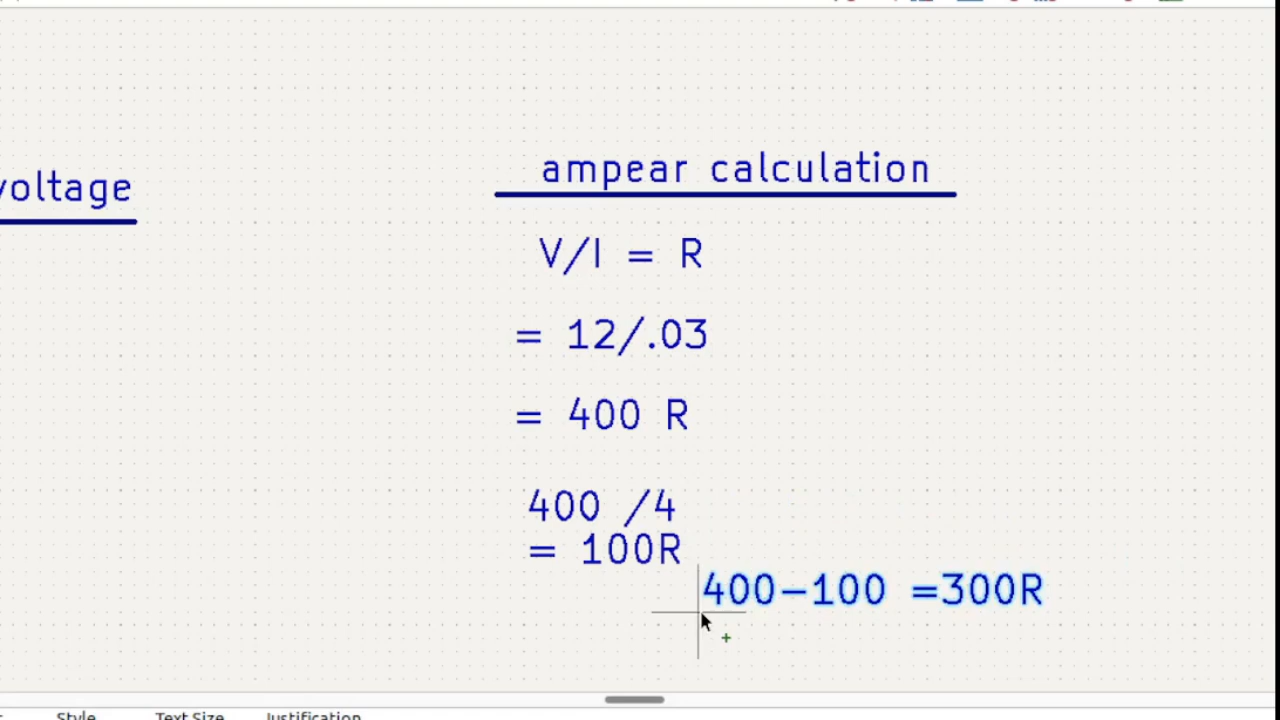 voltage
ampear calculation
V/I = R
= 12/.03
= 400 R
400 /4
= 100R
400-100 =300R
Style Text Size Justification